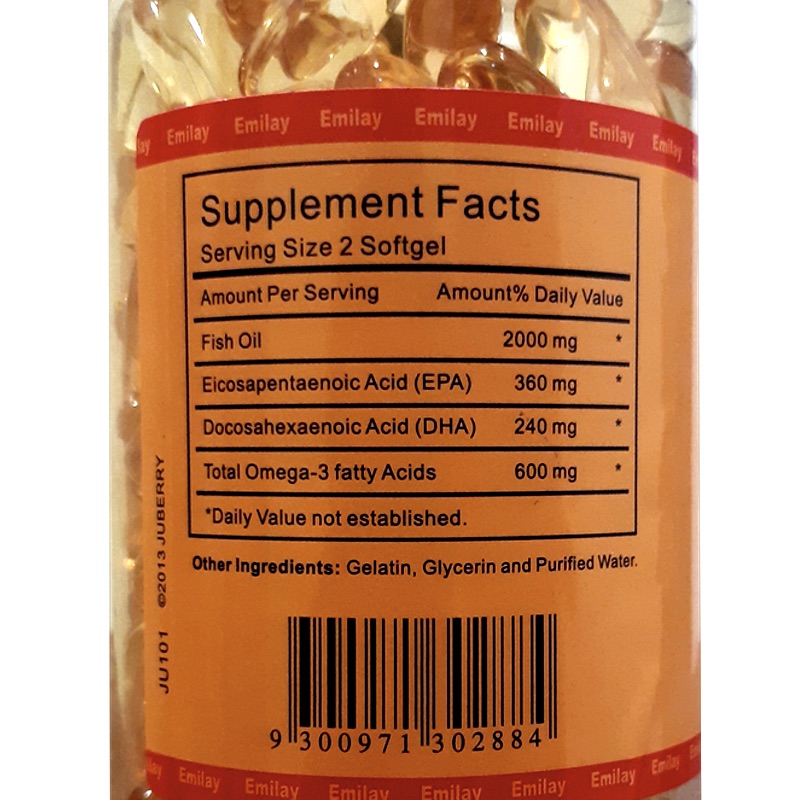 Emilay Emilay Emilay Emilay Emilay Emilay Emilay
Supplement Facts
Serving Size 2 Softgel
Amount Per Serving Amount% Daily Value
Fish Oil 2000 mg *
Eicosapentaenoic Acid (EPA) 360 mg *
Docosahexaenoic Acid (DHA) 240 mg *
Total Omega-3 fatty Acids 600 mg *
*Daily Value not established.
Other Ingredients: Gelatin, Glycerin and Purified Water.
JU101 ©2013 JUBERRY
9 300971 302884
Emilay Emilay Emilay Emilay Emilay Emilay